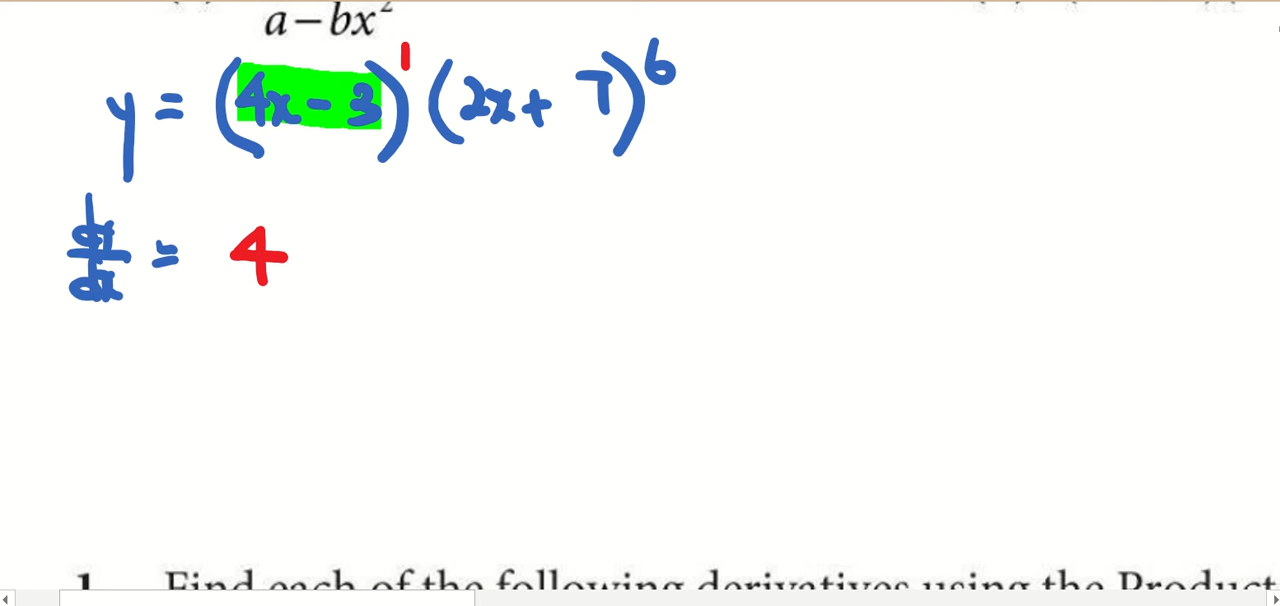 a − bx²
y = (4x − 3)¹ (2x + 7)⁶
dy/dx = 4
1 Find each of the following derivatives using the Product